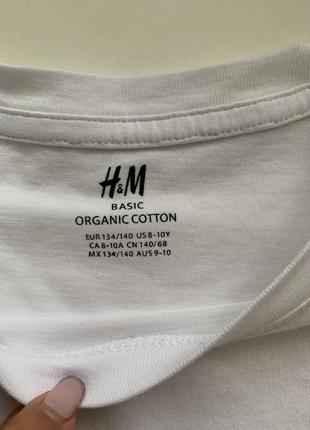 H&M
BASIC
ORGANIC COTTON
EUR 134/140 US 8-10Y
CA 8-10A CN 140/68
MX 134/140 AUS 9-10